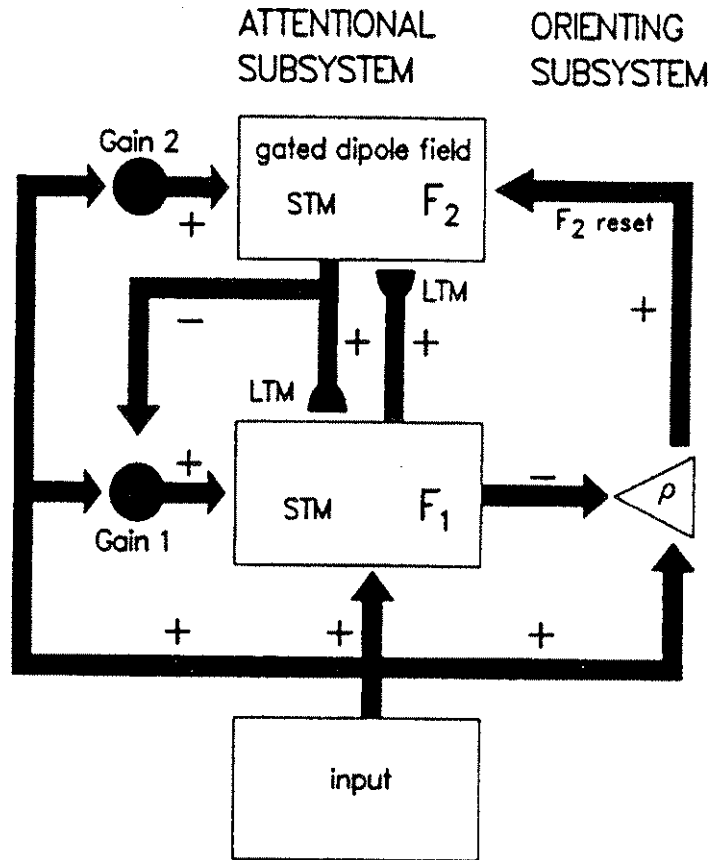 ATTENTIONAL
SUBSYSTEM
ORIENTING
SUBSYSTEM
Gain 2
+
gated dipole field
STM F₂
F₂ reset
−
LTM
+
+ +
LTM
+
Gain 1
STM F₁
−
ρ
+ + +
input